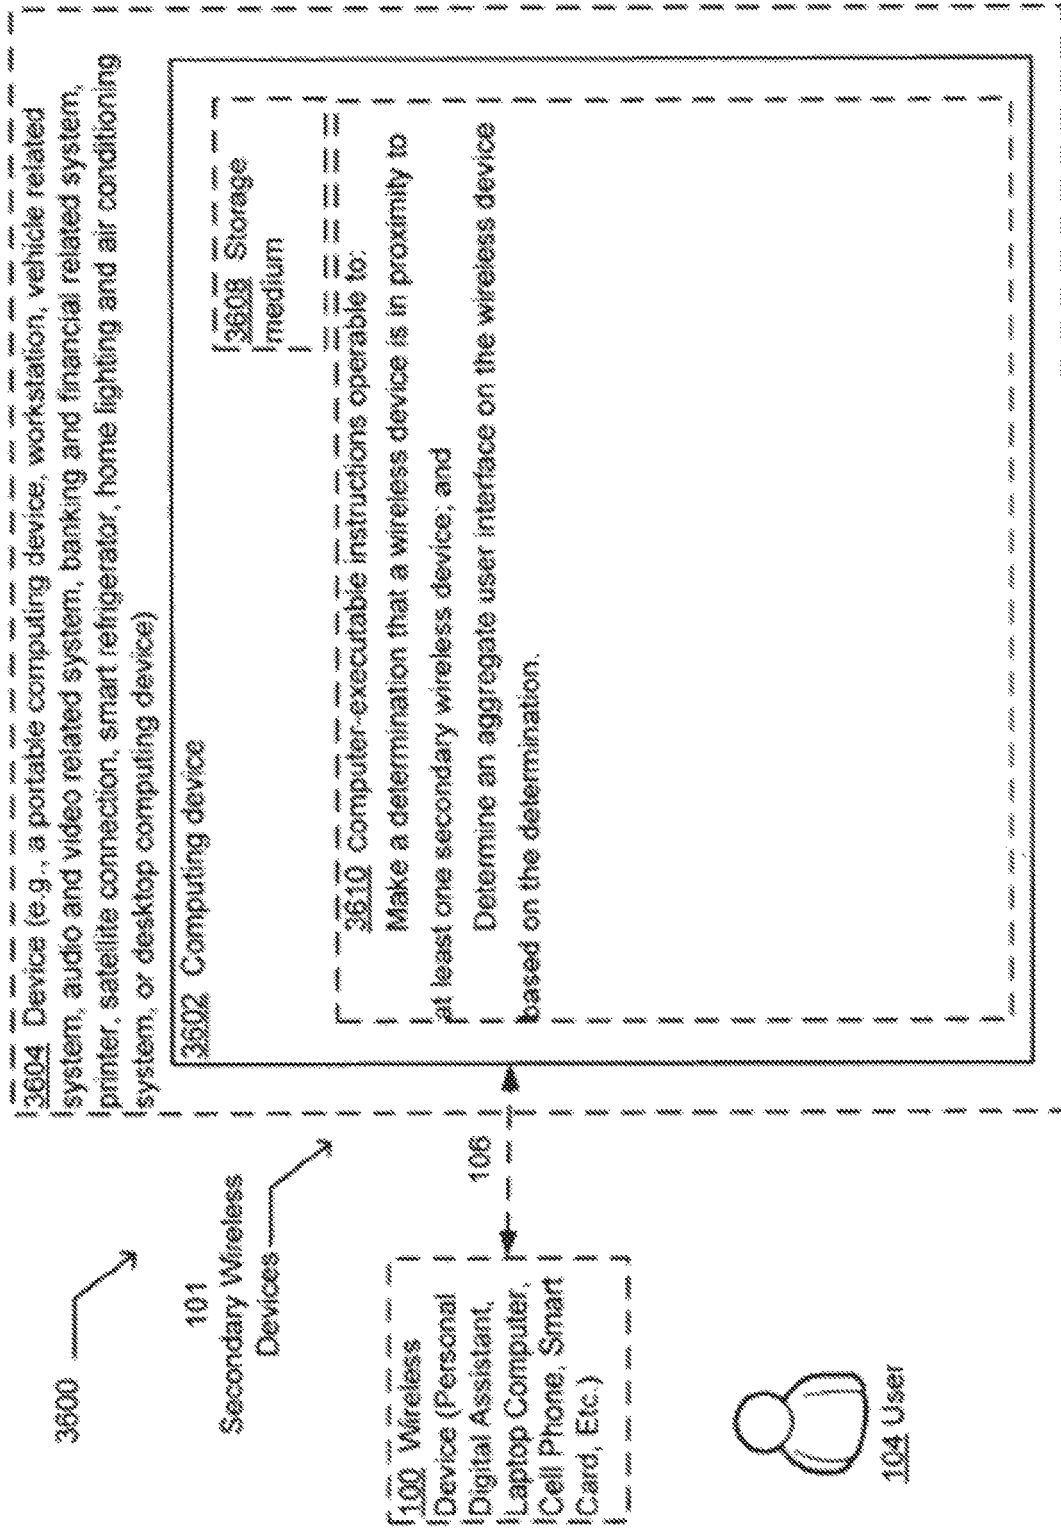 3600
101
Secondary Wireless
Devices
100 Wireless
Device (Personal
Digital Assistant,
Laptop Computer,
Cell Phone, Smart
Card, Etc.)
104 User
106
3604 Device (e.g., a portable computing device, workstation, vehicle related
system, audio and video related system, banking and financial related system,
printer, satellite connection, smart refrigerator, home lighting and air conditioning
system, or desktop computing device)
3602 Computing device
3608 Storage
medium
3610 Computer-executable instructions operable to:
Make a determination that a wireless device is in proximity to
at least one secondary wireless device; and
Determine an aggregate user interface on the wireless device
based on the determination.